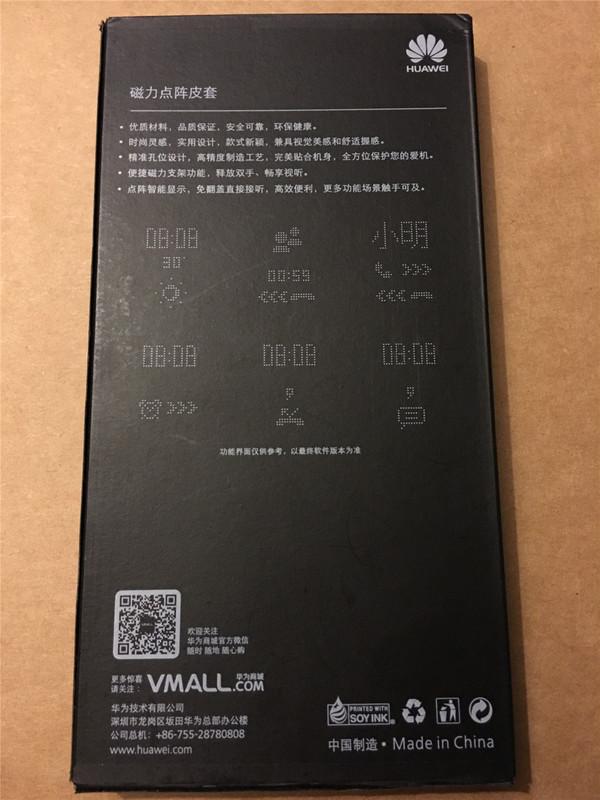 HUAWEI
磁力点阵皮套
• 优质材料，品质保证，安全可靠，环保健康。
• 时尚灵感，实用设计，款式新颖，兼具视觉美感和舒适握感。
• 精准孔位设计，高精度制造工艺，完美贴合机身，全方位保护您的爱机。
• 便捷磁力支架功能，释放双手、畅享视听。
• 点阵智能显示，免翻盖直接接听，高效便利，更多功能场景触手可及。
08:08
30°
00:59
<<<
小明
>>>
<<<
08:08
>>>
08:08
9
08:08
9
功能界面仅供参考，以最终软件版本为准
VMALL
欢迎关注
华为商城官方微信
随时 随地 随心购
更多惊喜
请关注：
VMALL.COM
华为商城
华为技术有限公司
深圳市龙岗区坂田华为总部办公楼
公司总机：+86-755-28780808
www.huawei.com
PRINTED WITH
SOY INK
中国制造 • Made in China